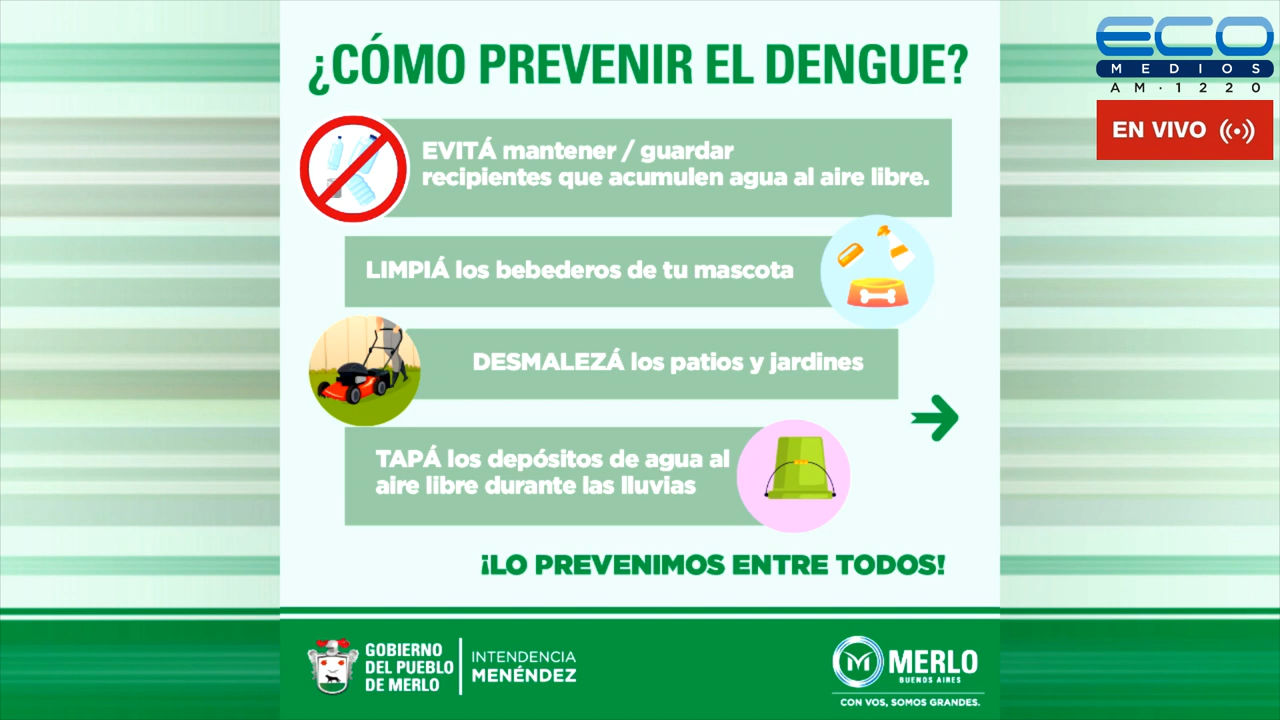 ¿CÓMO PREVENIR EL DENGUE?
ECO
MEDIOS
AM·1220
EN VIVO
EVITÁ mantener / guardar
recipientes que acumulen agua al aire libre.
LIMPIÁ los bebederos de tu mascota
DESMALEZÁ los patios y jardines
TAPÁ los depósitos de agua al
aire libre durante las lluvias
¡LO PREVENIMOS ENTRE TODOS!
GOBIERNO
DEL PUEBLO
DE MERLO
INTENDENCIA
MENÉNDEZ
MERLO
BUENOS AIRES
CON VOS, SOMOS GRANDES.